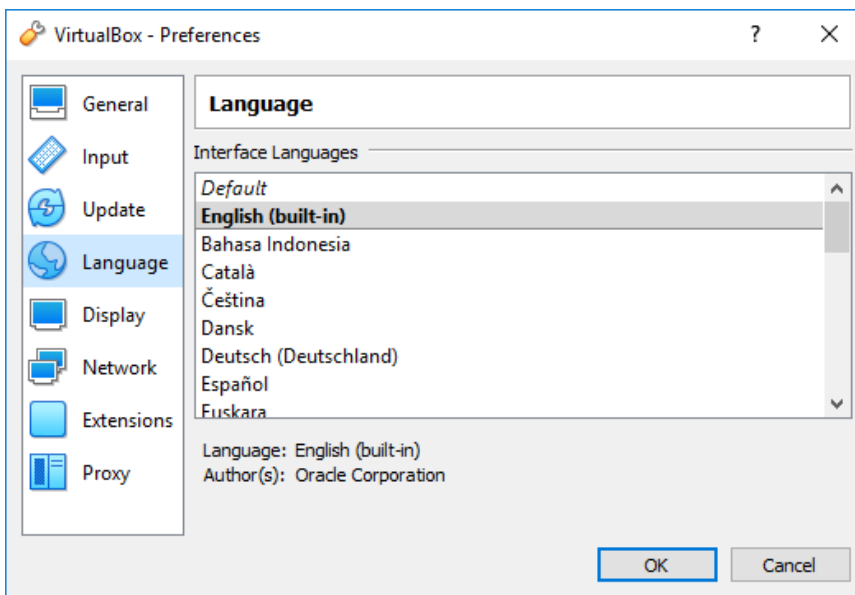 VirtualBox - Preferences
?
General
Input
Update
Language
Display
Network
Extensions
Proxy
Language
Interface Languages
Default
English (built-in)
Bahasa Indonesia
Català
Čeština
Dansk
Deutsch (Deutschland)
Español
Euskara
Language: English (built-in)
Author(s): Oracle Corporation
OK
Cancel